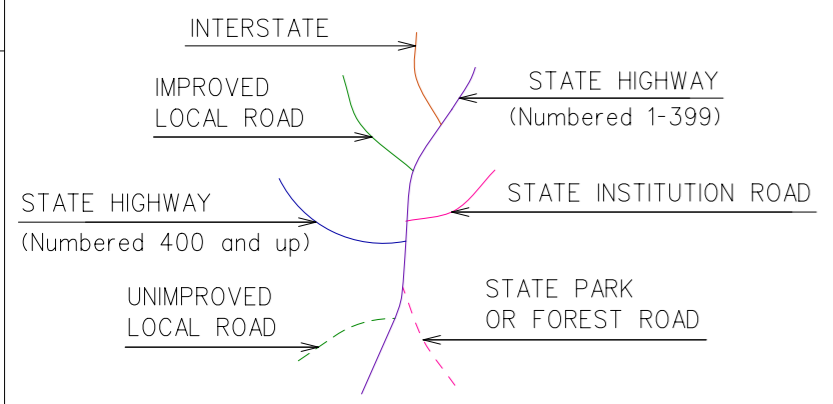 INTERSTATE
IMPROVED
LOCAL ROAD
STATE HIGHWAY
(Numbered 1-399)
STATE HIGHWAY
(Numbered 400 and up)
STATE INSTITUTION ROAD
UNIMPROVED
LOCAL ROAD
STATE PARK
OR FOREST ROAD